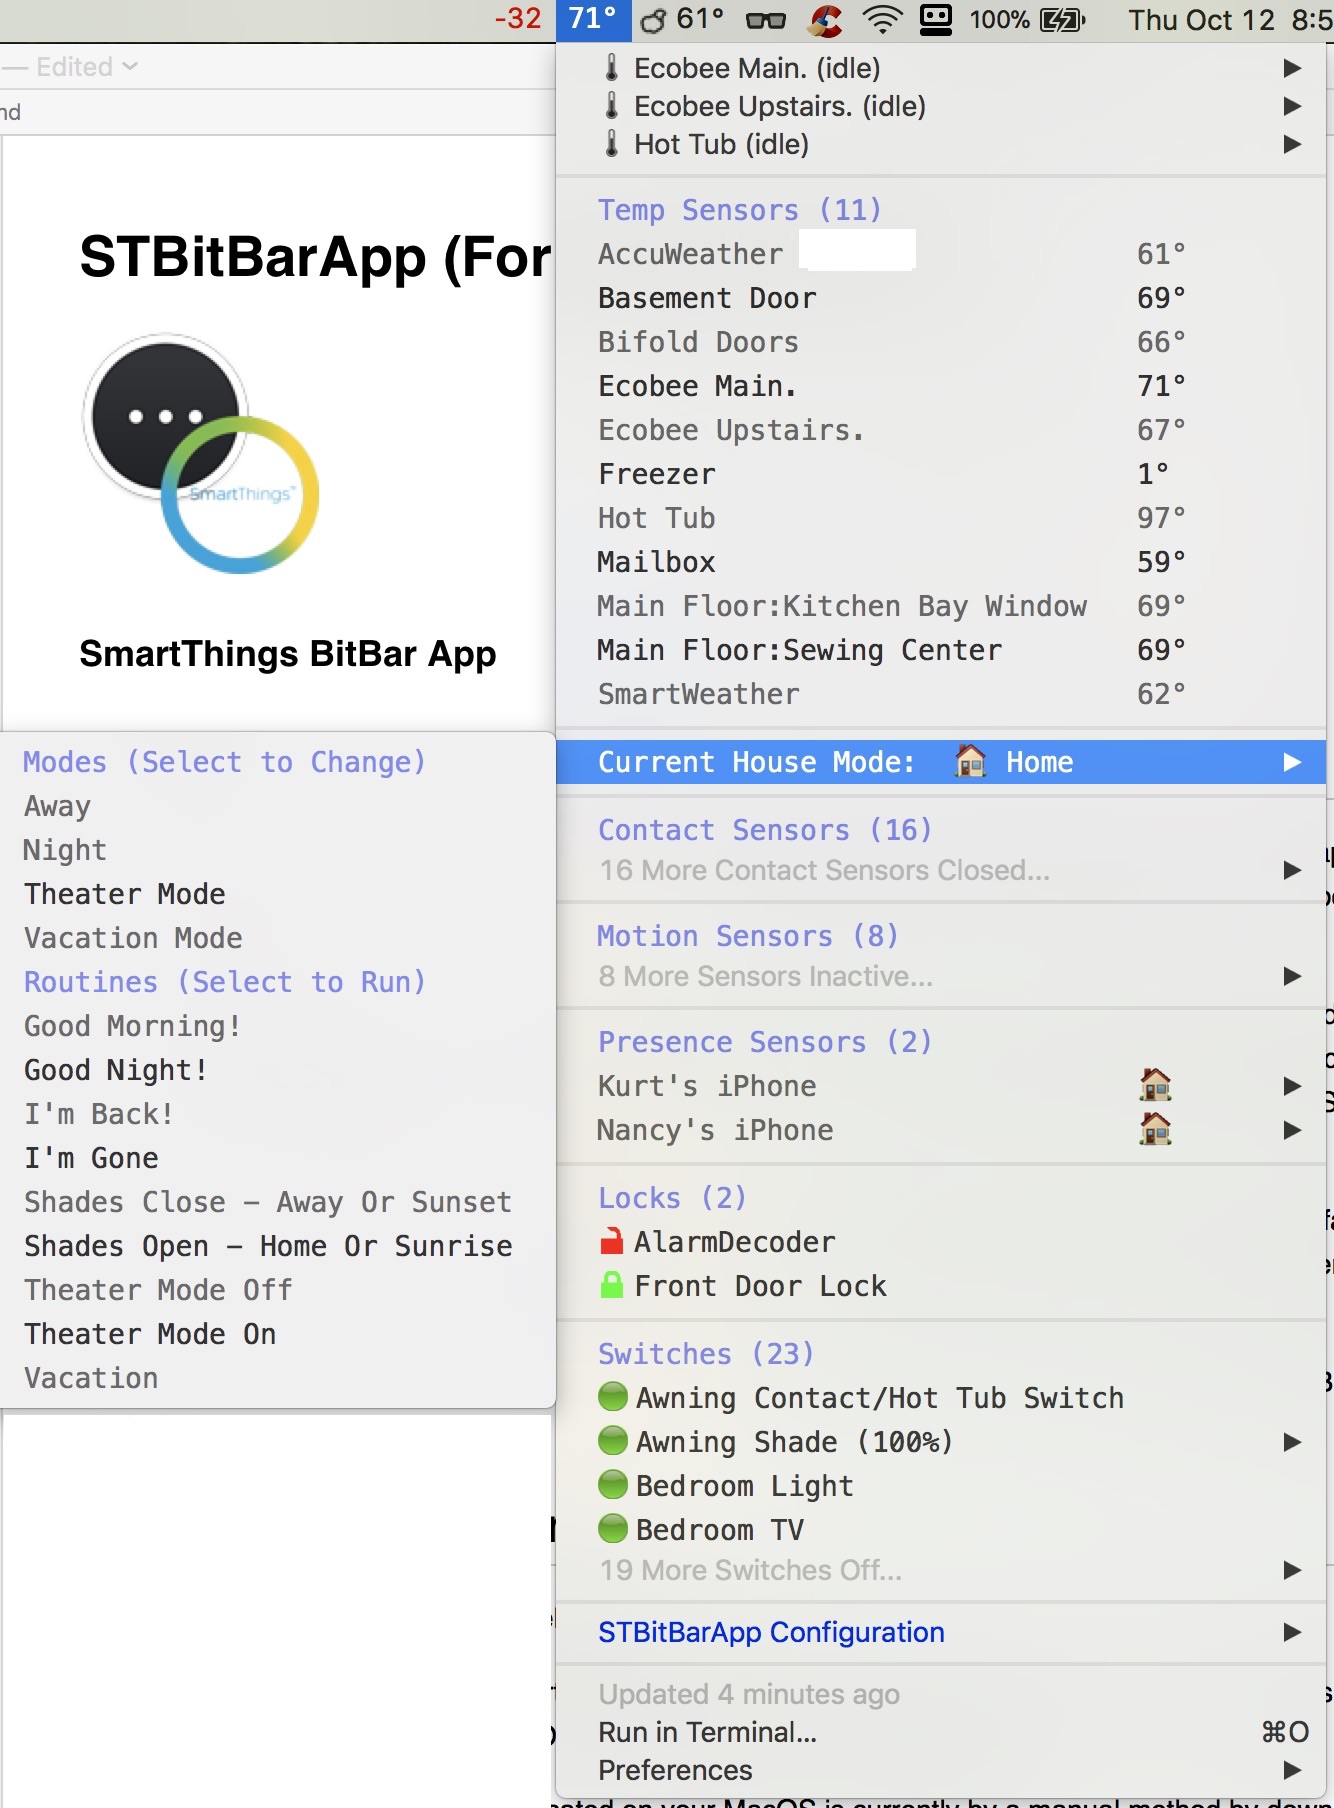 -32 71° 61° 100% Thu Oct 12 8:5
— Edited
nd
STBitBarApp (For
SmartThings™
SmartThings BitBar App
Ecobee Main. (idle)
Ecobee Upstairs. (idle)
Hot Tub (idle)
Temp Sensors (11)
AccuWeather 61°
Basement Door 69°
Bifold Doors 66°
Ecobee Main. 71°
Ecobee Upstairs. 67°
Freezer 1°
Hot Tub 97°
Mailbox 59°
Main Floor:Kitchen Bay Window 69°
Main Floor:Sewing Center 69°
SmartWeather 62°
Current House Mode: Home
Modes (Select to Change)
Away
Night
Theater Mode
Vacation Mode
Routines (Select to Run)
Good Morning!
Good Night!
I'm Back!
I'm Gone
Shades Close – Away Or Sunset
Shades Open – Home Or Sunrise
Theater Mode Off
Theater Mode On
Vacation
Contact Sensors (16)
16 More Contact Sensors Closed...
Motion Sensors (8)
8 More Sensors Inactive...
Presence Sensors (2)
Kurt's iPhone
Nancy's iPhone
Locks (2)
AlarmDecoder
Front Door Lock
Switches (23)
Awning Contact/Hot Tub Switch
Awning Shade (100%)
Bedroom Light
Bedroom TV
19 More Switches Off...
STBitBarApp Configuration
Updated 4 minutes ago
Run in Terminal... ⌘O
Preferences
ated on your MacOS is currently by a manual method by down